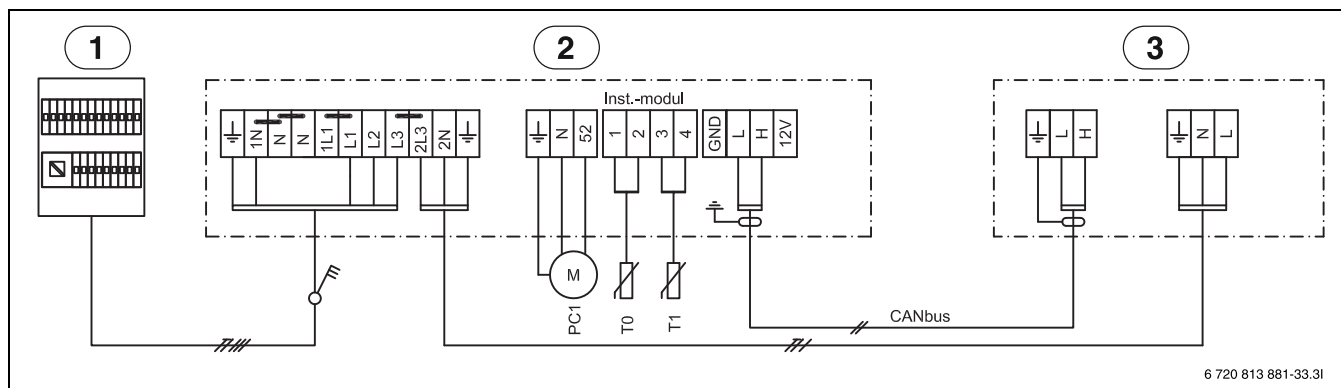 1
2
3
Inst.-modul
1N
N
N
1L1
L1
L2
L3
2L3
2N
N
52
1
2
3
4
GND
L
H
12V
L
H
N
L
M
PC1
T0
T1
CANbus
6 720 813 881-33.3I